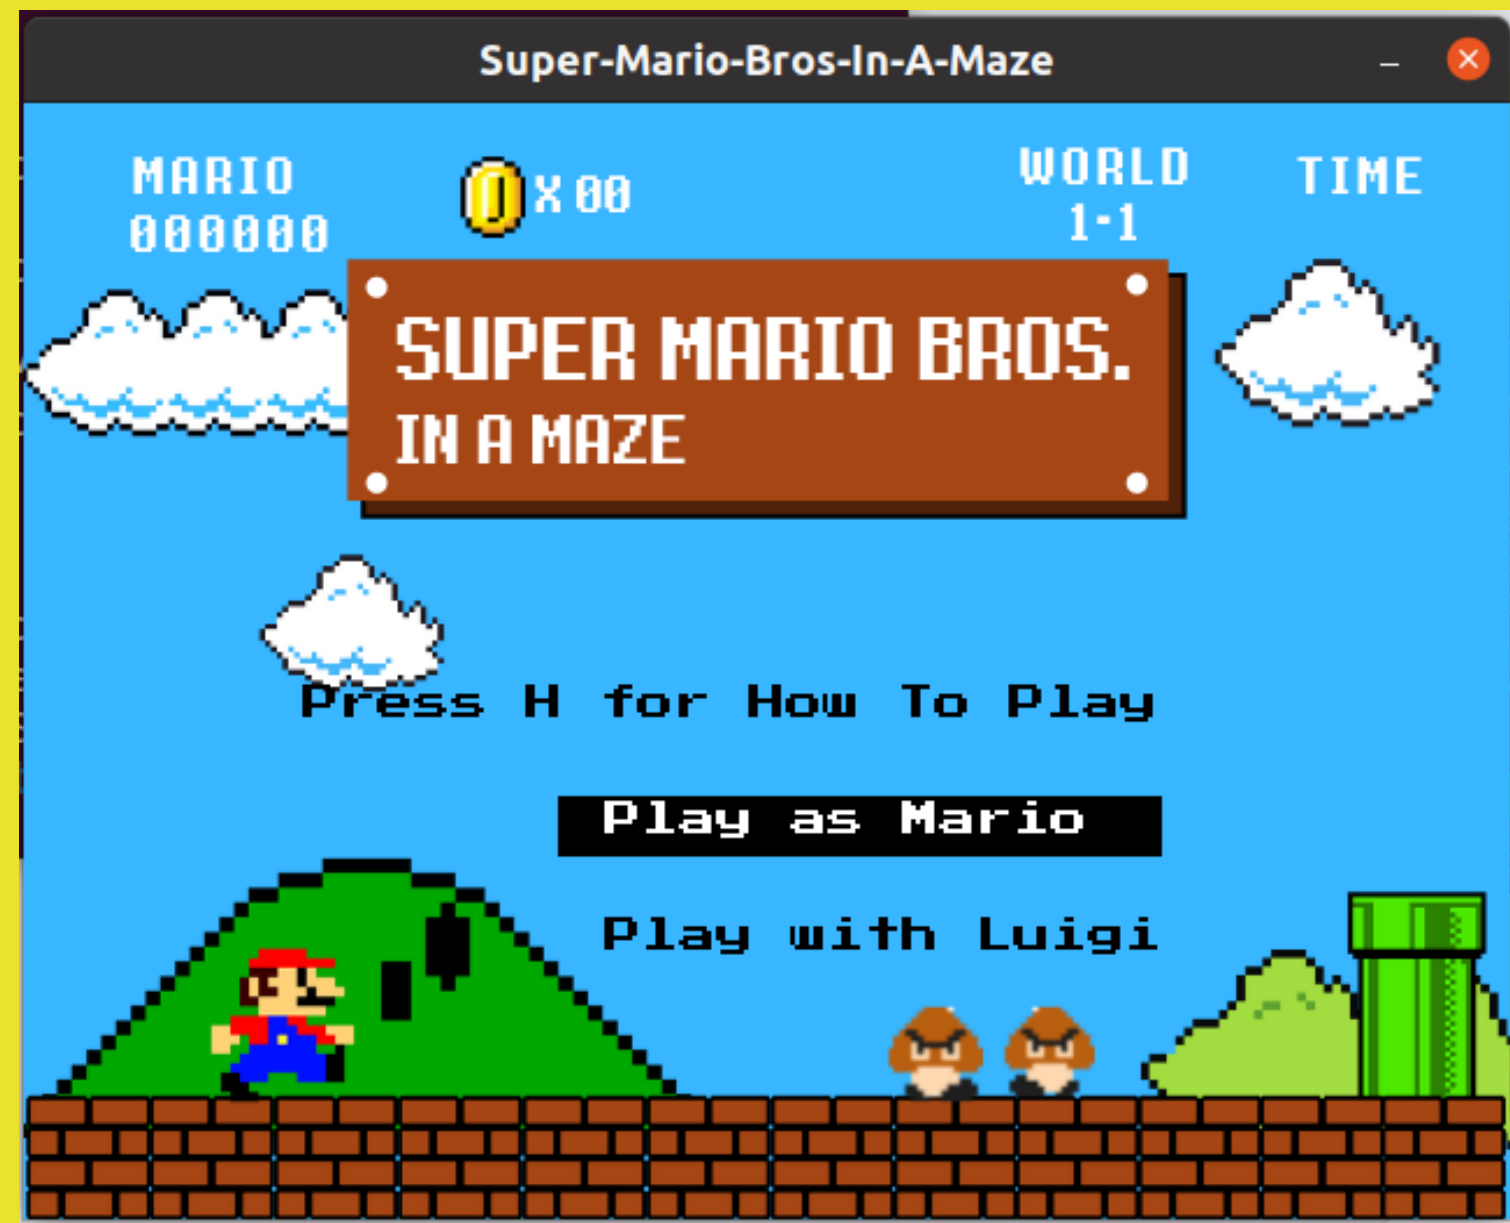 Super-Mario-Bros-In-A-Maze
MARIO
000000
X 00
WORLD
1-1
TIME
SUPER MARIO BROS.
IN A MAZE
Press H for How To Play
Play as Mario
Play with Luigi